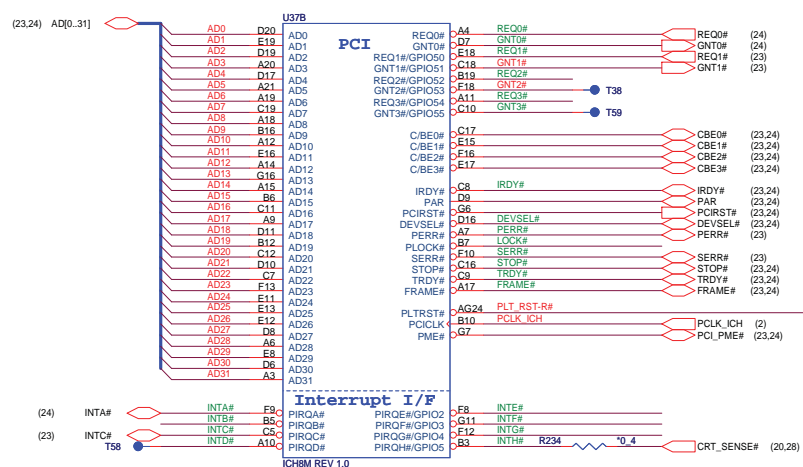 U37B
PCI
(23,24) AD[0..31]
AD0 D20 AD0
AD1 E19 AD1
AD2 D19 AD2
AD3 A20 AD3
AD4 D17 AD4
AD5 A21 AD5
AD6 A19 AD6
AD7 C19 AD7
AD8 A18 AD8
AD9 B16 AD9
AD10 A12 AD10
AD11 E16 AD11
AD12 A14 AD12
AD13 G16 AD13
AD14 A15 AD14
AD15 B6 AD15
AD16 C11 AD16
AD17 A9 AD17
AD18 D11 AD18
AD19 B12 AD19
AD20 C12 AD20
AD21 D10 AD21
AD22 C7 AD22
AD23 F13 AD23
AD24 E11 AD24
AD25 E13 AD25
AD26 E12 AD26
AD27 D8 AD27
AD28 A6 AD28
AD29 E8 AD29
AD30 D6 AD30
AD31 A3 AD31
REQ0# A4 REQ0# REQ0# (24)
GNT0# D7 GNT0# GNT0# (24)
REQ1#/GPIO50 E18 REQ1# REQ1# (23)
GNT1#/GPIO51 C18 GNT1# GNT1# (23)
REQ2#/GPIO52 B19 REQ2#
GNT2#/GPIO53 F18 GNT2# T38
REQ3#/GPIO54 A11 REQ3#
GNT3#/GPIO55 C10 GNT3# T59
C/BE0# C17 CBE0# (23,24)
C/BE1# E15 CBE1# (23,24)
C/BE2# F16 CBE2# (23,24)
C/BE3# E17 CBE3# (23,24)
IRDY# C8 IRDY# IRDY# (23,24)
PAR D9 PAR (23,24)
PCIRST# G6 PCIRST# (23,24)
DEVSEL# D16 DEVSEL# DEVSEL# (23,24)
PERR# A7 PERR# PERR# (23)
PLOCK# B7 LOCK#
SERR# F10 SERR# SERR# (23)
STOP# C16 STOP# STOP# (23,24)
TRDY# C9 TRDY# TRDY# (23,24)
FRAME# A17 FRAME# FRAME# (23,24)
PLTRST# AG24 PLT_RST-R#
PCICLK B10 PCLK_ICH PCLK_ICH (2)
PME# G7 PCI_PME# (23,24)
Interrupt I/F
(24) INTA# INTA# F9 PIRQA#
INTB# B5 PIRQB#
(23) INTC# INTC# C5 PIRQC#
T58 INTD# A10 PIRQD#
PIRQE#/GPIO2 F8 INTE#
PIRQF#/GPIO3 G11 INTF#
PIRQG#/GPIO4 F12 INTG#
PIRQH#/GPIO5 B3 INTH# R234 *0_4 CRT_SENSE# (20,28)
ICH8M REV 1.0